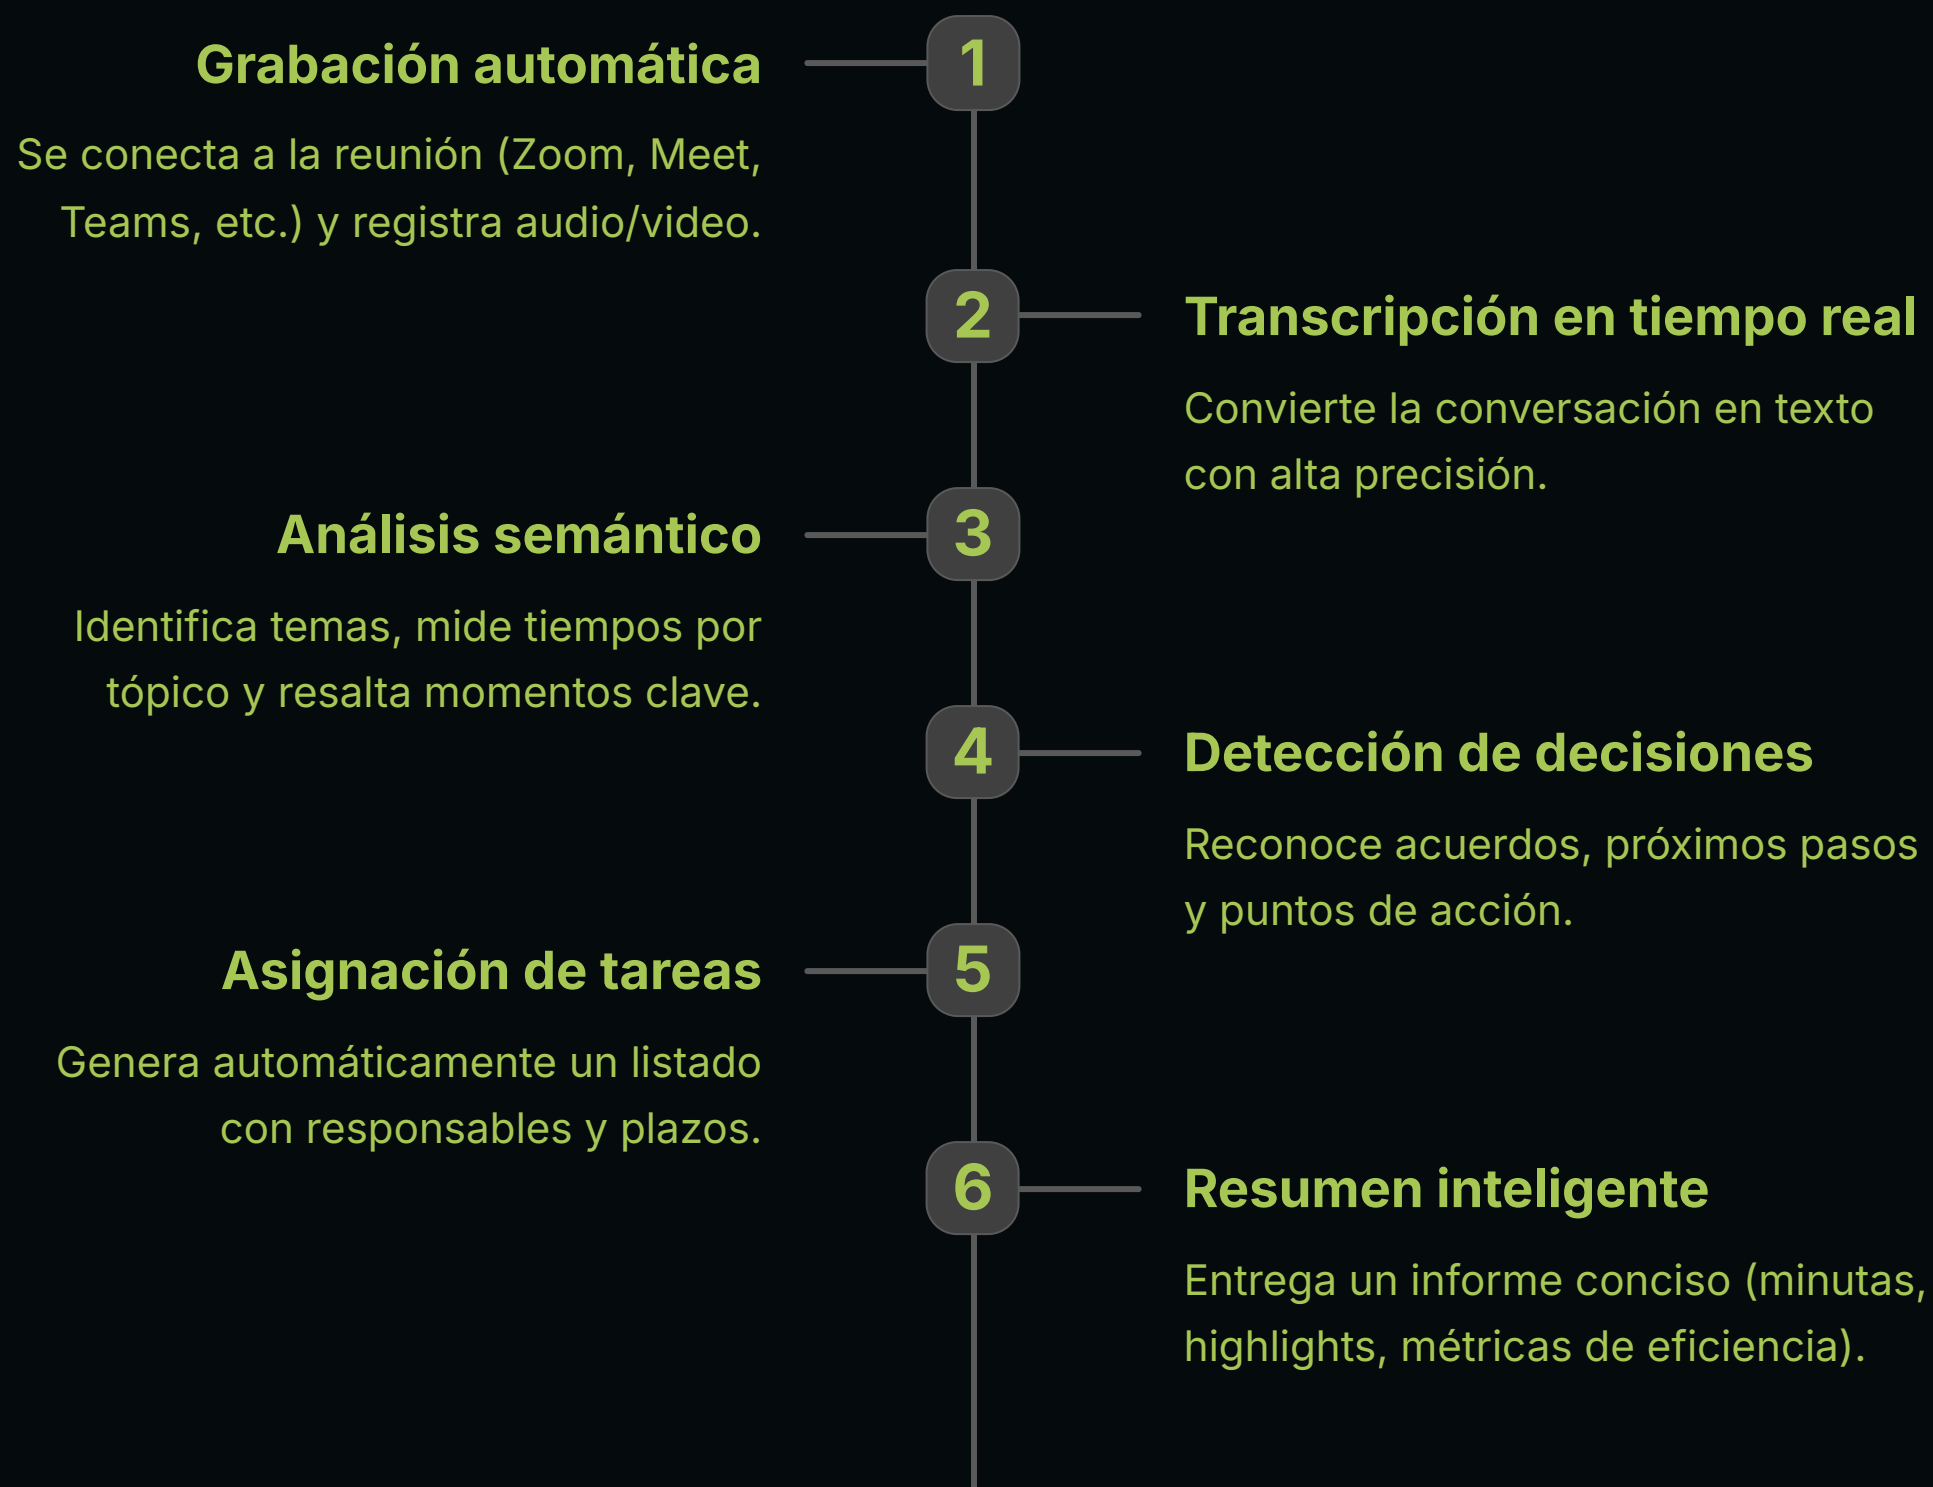 1
Grabación automática
Se conecta a la reunión (Zoom, Meet,
Teams, etc.) y registra audio/video.
2
Transcripción en tiempo real
Convierte la conversación en texto
con alta precisión.
3
Análisis semántico
Identifica temas, mide tiempos por
tópico y resalta momentos clave.
4
Detección de decisiones
Reconoce acuerdos, próximos pasos
y puntos de acción.
5
Asignación de tareas
Genera automáticamente un listado
con responsables y plazos.
6
Resumen inteligente
Entrega un informe conciso (minutas,
highlights, métricas de eficiencia).